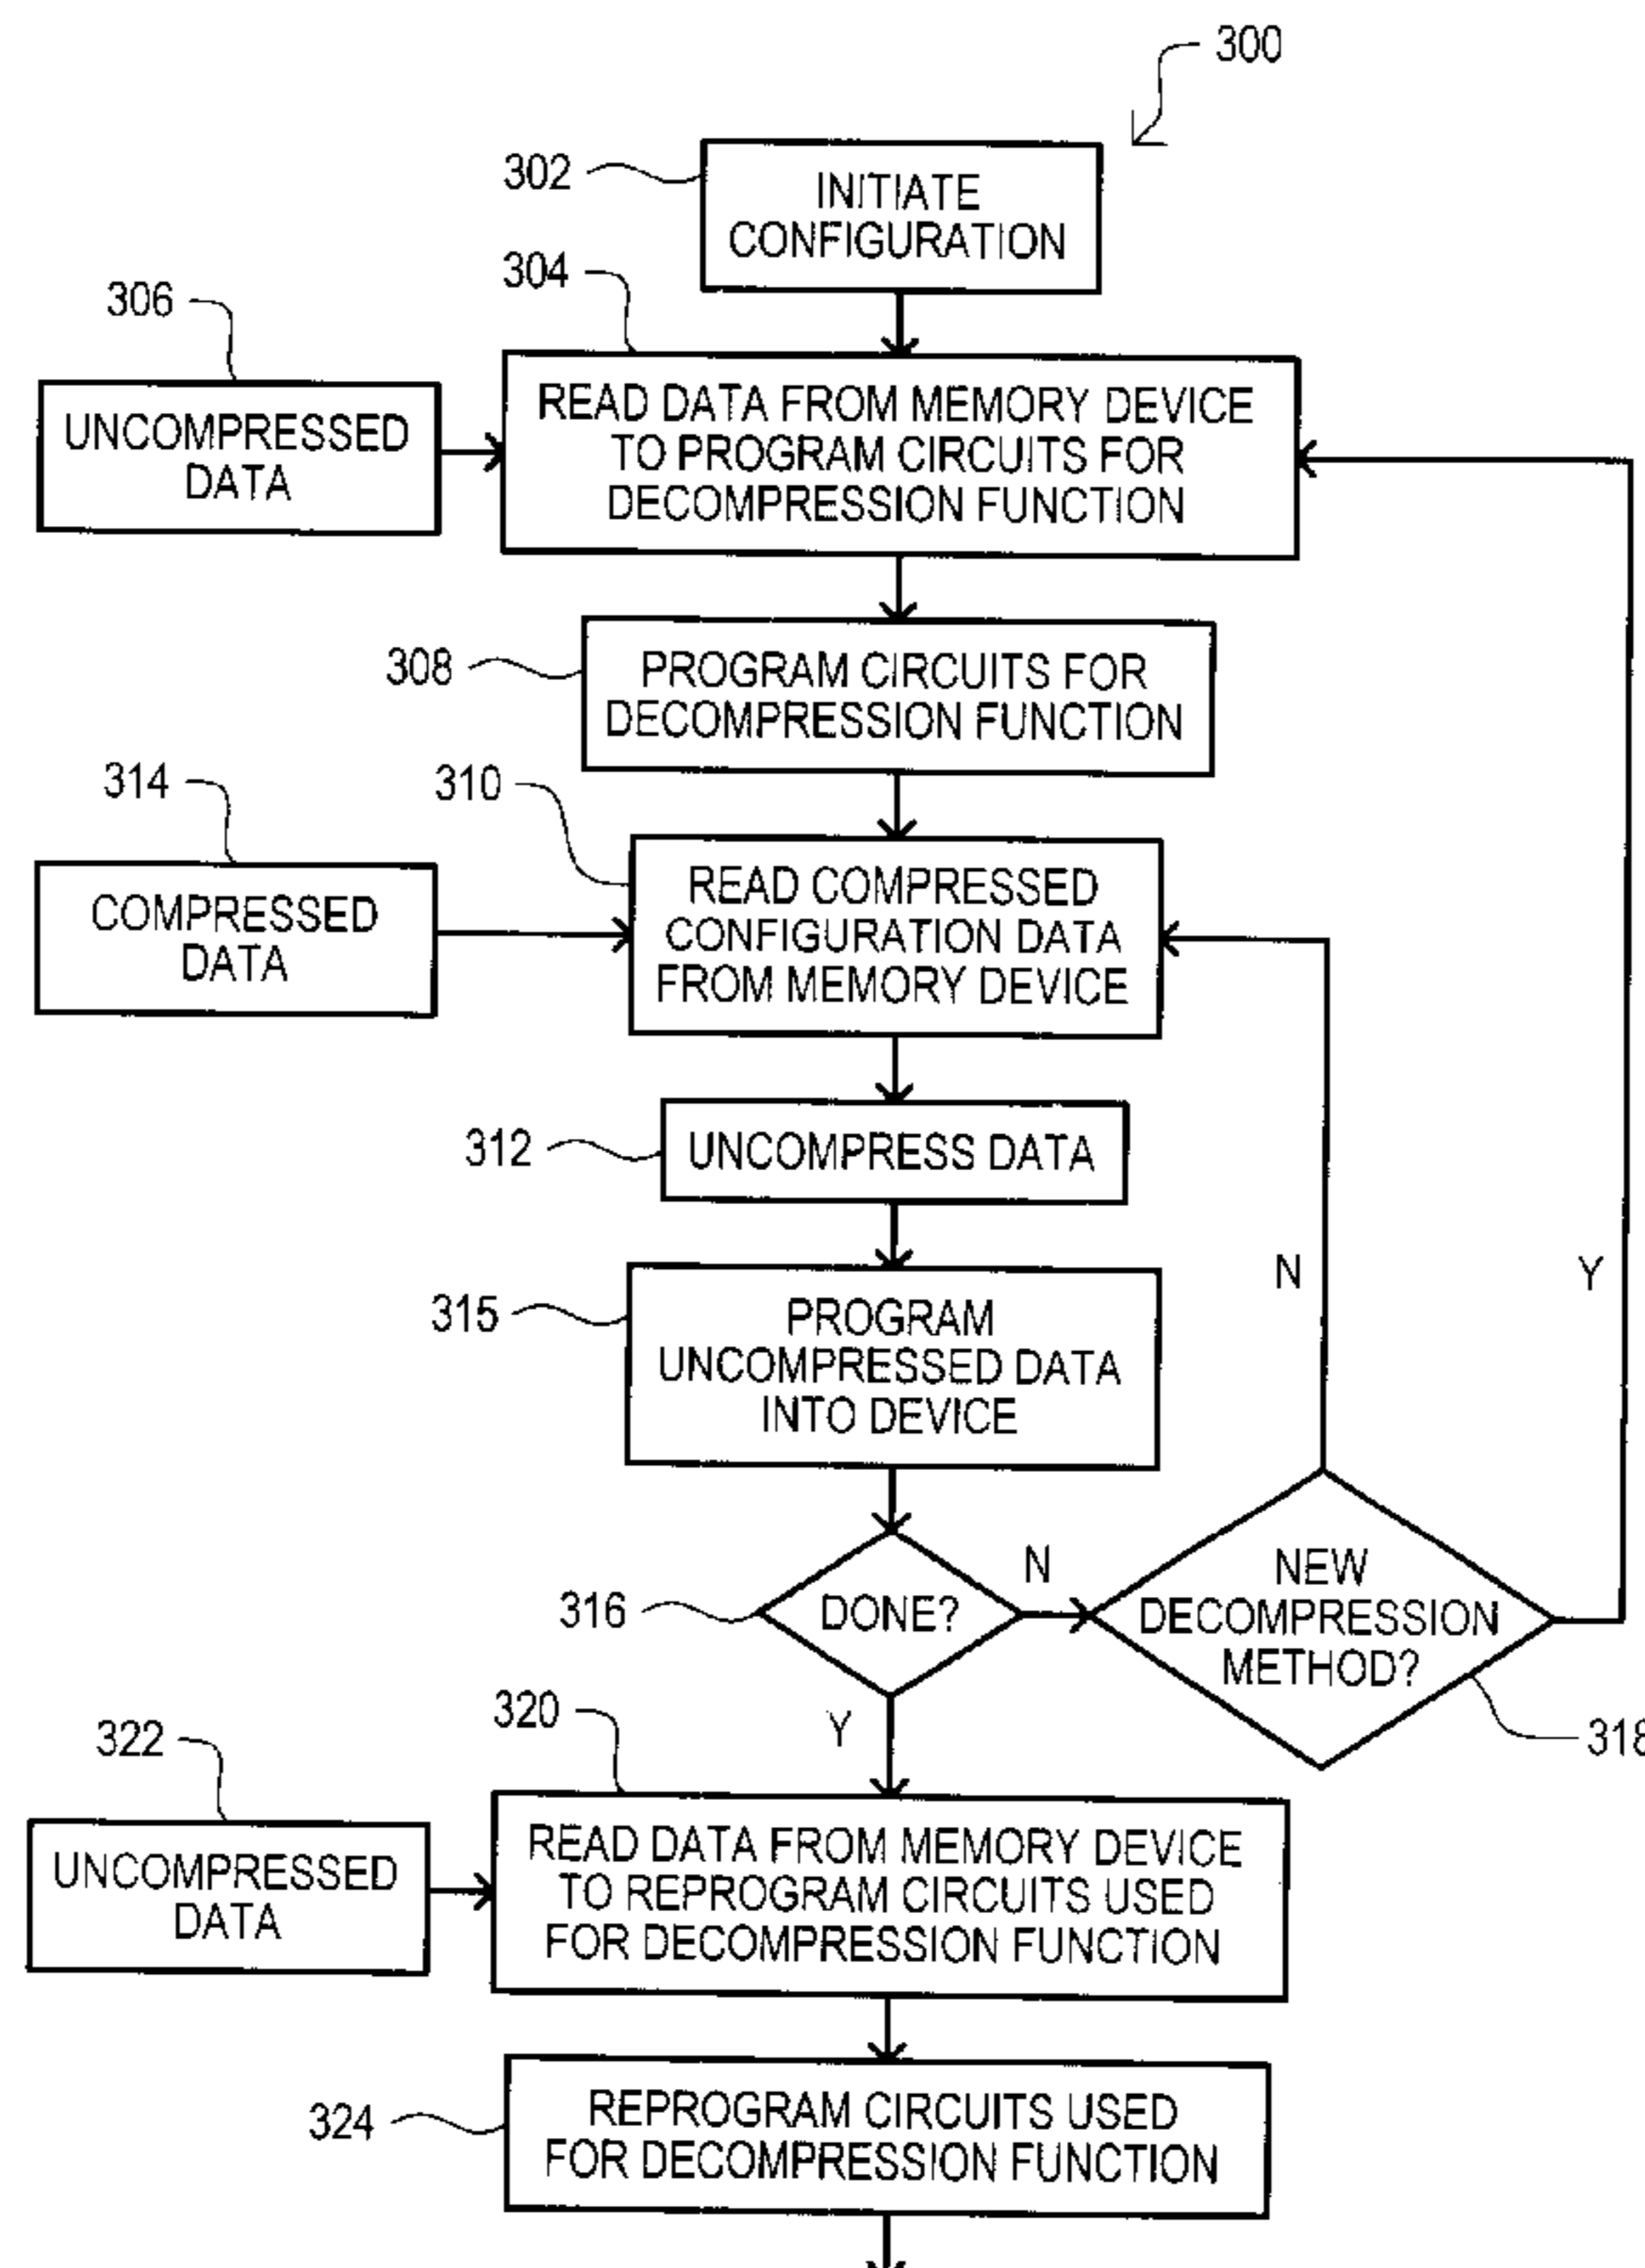 300
302
INITIATE
CONFIGURATION
304
306
UNCOMPRESSED
DATA
READ DATA FROM MEMORY DEVICE
TO PROGRAM CIRCUITS FOR
DECOMPRESSION FUNCTION
308
PROGRAM CIRCUITS FOR
DECOMPRESSION FUNCTION
314
310
COMPRESSED
DATA
READ COMPRESSED
CONFIGURATION DATA
FROM MEMORY DEVICE
312
UNCOMPRESS DATA
N
Y
315
PROGRAM
UNCOMPRESSED DATA
INTO DEVICE
316
DONE?
N
NEW
DECOMPRESSION
METHOD?
318
Y
320
322
UNCOMPRESSED
DATA
READ DATA FROM MEMORY DEVICE
TO REPROGRAM CIRCUITS USED
FOR DECOMPRESSION FUNCTION
324
REPROGRAM CIRCUITS USED
FOR DECOMPRESSION FUNCTION